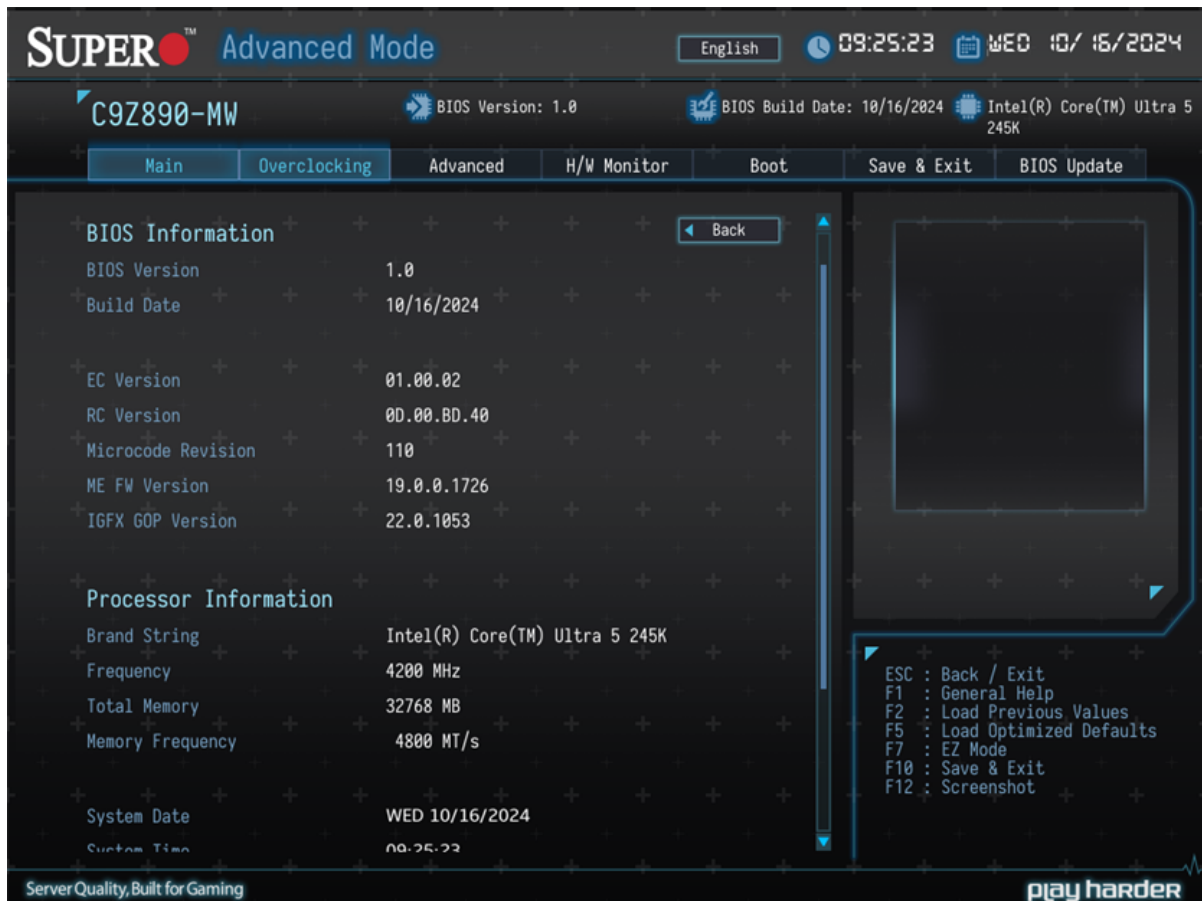 SUPER™ Advanced Mode English 09:25:23 WED 10/16/2024
C9Z890-MW BIOS Version: 1.0 BIOS Build Date: 10/16/2024 Intel(R) Core(TM) Ultra 5
245K
Main Overclocking Advanced H/W Monitor Boot Save & Exit BIOS Update
BIOS Information Back
BIOS Version 1.0
Build Date 10/16/2024
EC Version 01.00.02
RC Version 0D.00.BD.40
Microcode Revision 110
ME FW Version 19.0.0.1726
IGFX GOP Version 22.0.1053
Processor Information
Brand String Intel(R) Core(TM) Ultra 5 245K
Frequency 4200 MHz
Total Memory 32768 MB
Memory Frequency 4800 MT/s
System Date WED 10/16/2024
System Time 09:25:23
ESC : Back / Exit
F1 : General Help
F2 : Load Previous Values
F5 : Load Optimized Defaults
F7 : EZ Mode
F10 : Save & Exit
F12 : Screenshot
Server Quality, Built for Gaming play harder